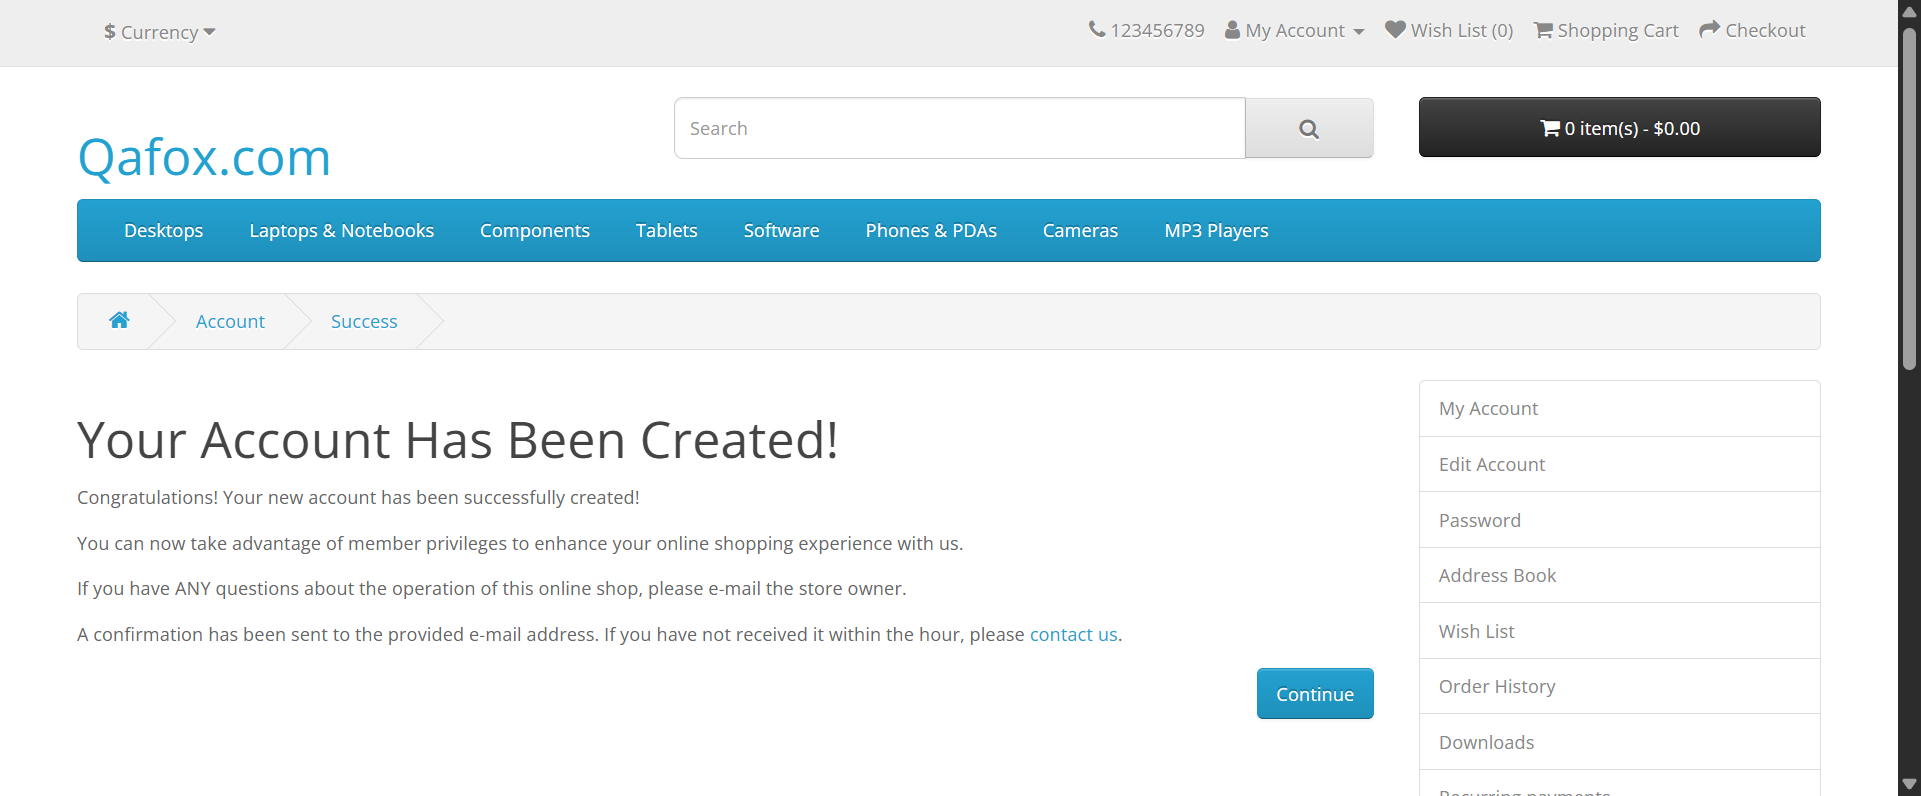 $ Currency
123456789 My Account Wish List (0) Shopping Cart Checkout
Qafox.com
Search
0 item(s) - $0.00
Desktops Laptops & Notebooks Components Tablets Software Phones & PDAs Cameras MP3 Players
Account Success
Your Account Has Been Created!
Congratulations! Your new account has been successfully created!
You can now take advantage of member privileges to enhance your online shopping experience with us.
If you have ANY questions about the operation of this online shop, please e-mail the store owner.
A confirmation has been sent to the provided e-mail address. If you have not received it within the hour, please contact us.
Continue
My Account
Edit Account
Password
Address Book
Wish List
Order History
Downloads
Recurring payments